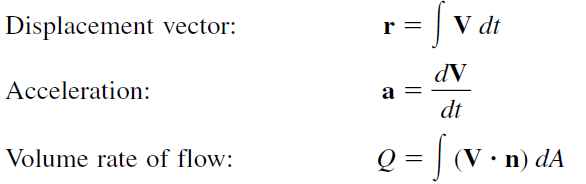 Displacement vector: r = ∫ V dt
Acceleration: a = dV/dt
Volume rate of flow: Q = ∫ (V · n) dA